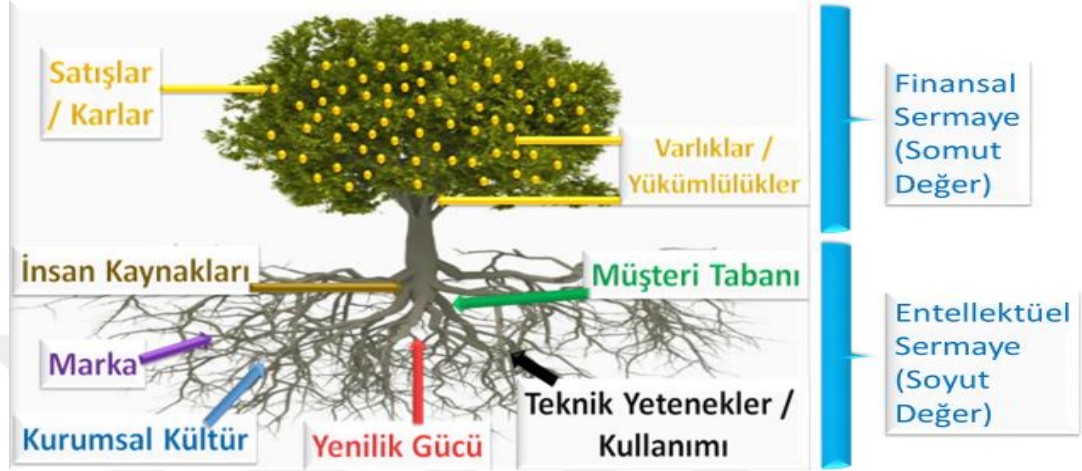 Satışlar
/ Karlar
Varlıklar /
Yükümlülükler
Finansal
Sermaye
(Somut
Değer)
İnsan Kaynakları
Müşteri Tabanı
Marka
Kurumsal Kültür
Yenilik Gücü
Teknik Yetenekler /
Kullanımı
Entellektüel
Sermaye
(Soyut
Değer)